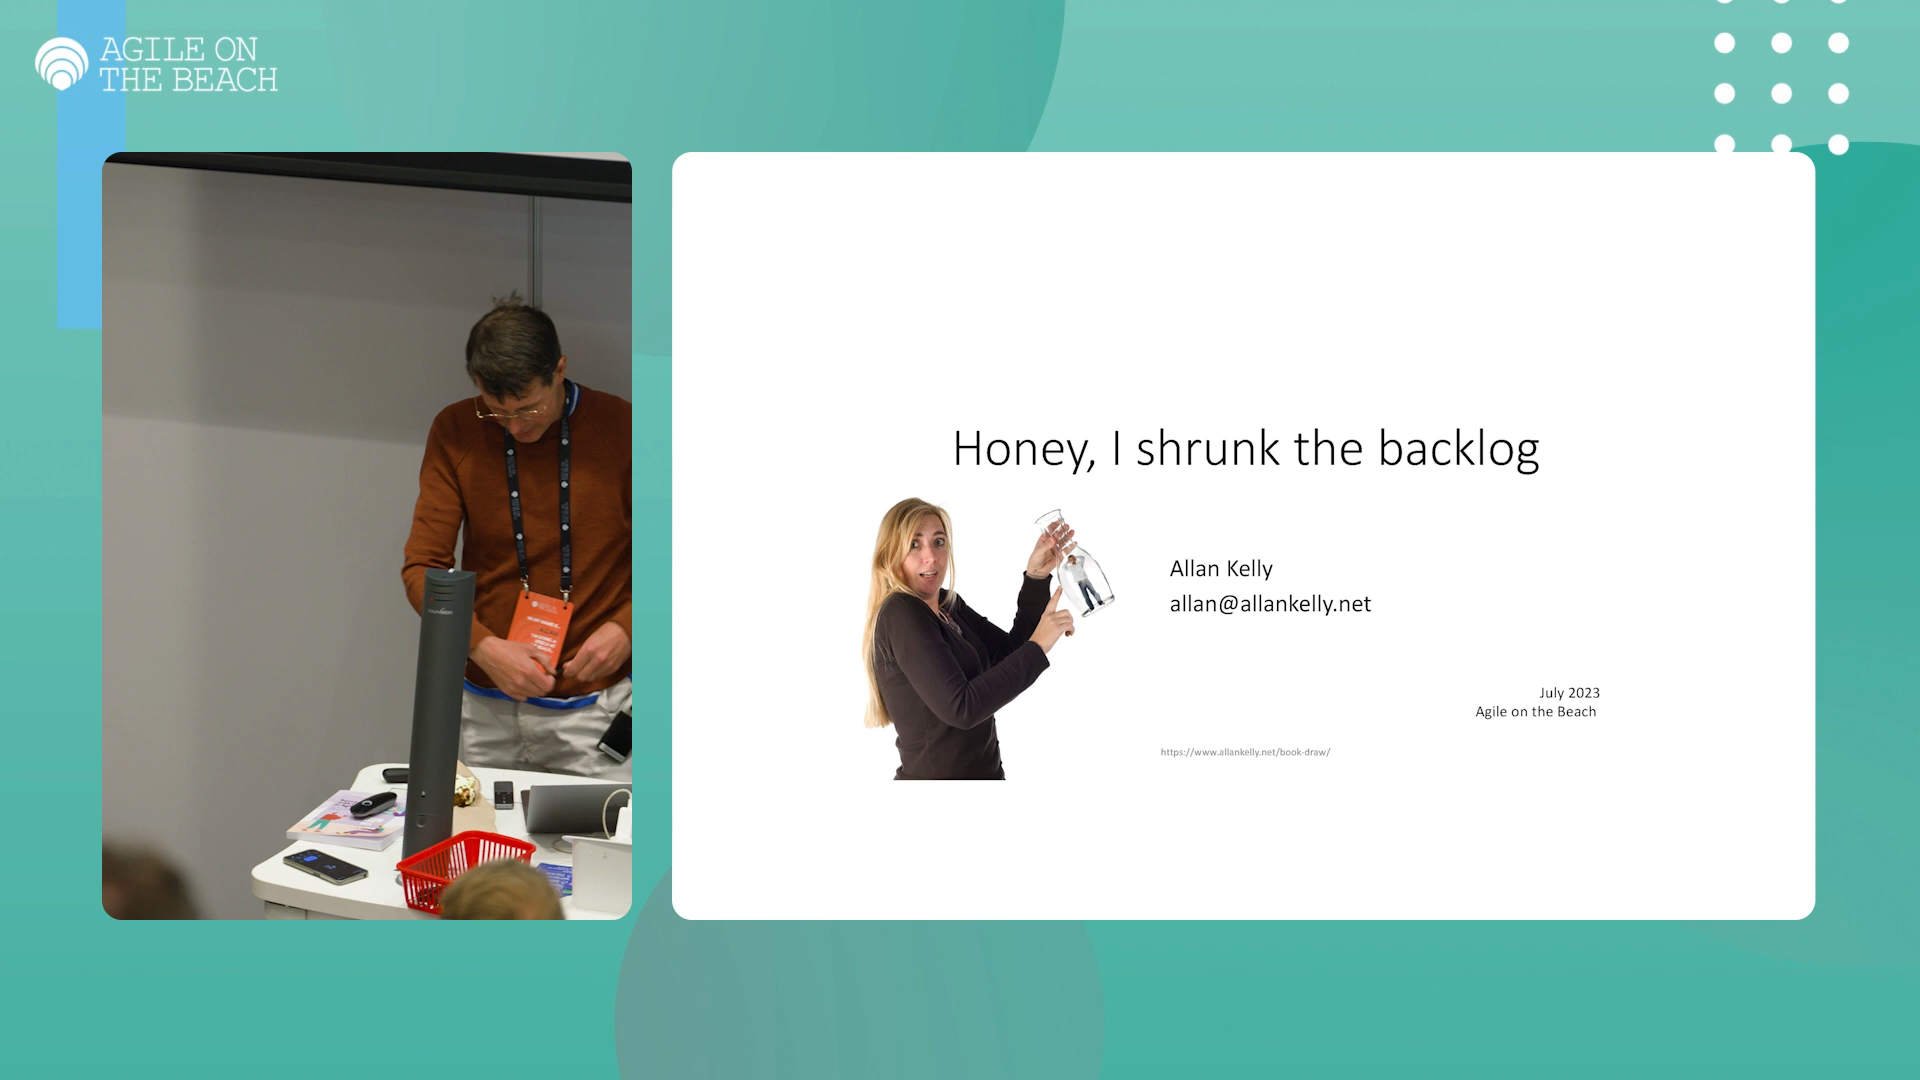 AGILE ON
THE BEACH
Honey, I shrunk the backlog
Allan Kelly
allan@allankelly.net
July 2023
Agile on the Beach
https://www.allankelly.net/book-draw/